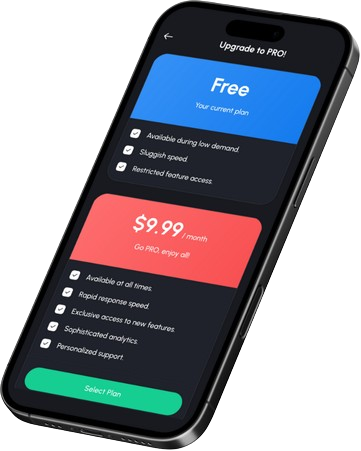 Upgrade to PRO!
Free
Your current plan
Available during low demand.
Sluggish speed
Restricted feature access.
$9.99 / month
Go PRO, enjoy all!
Available at all times.
Rapid response speed.
Exclusive access to new features.
Sophisticated analytics.
Personalized support.
Select Plan